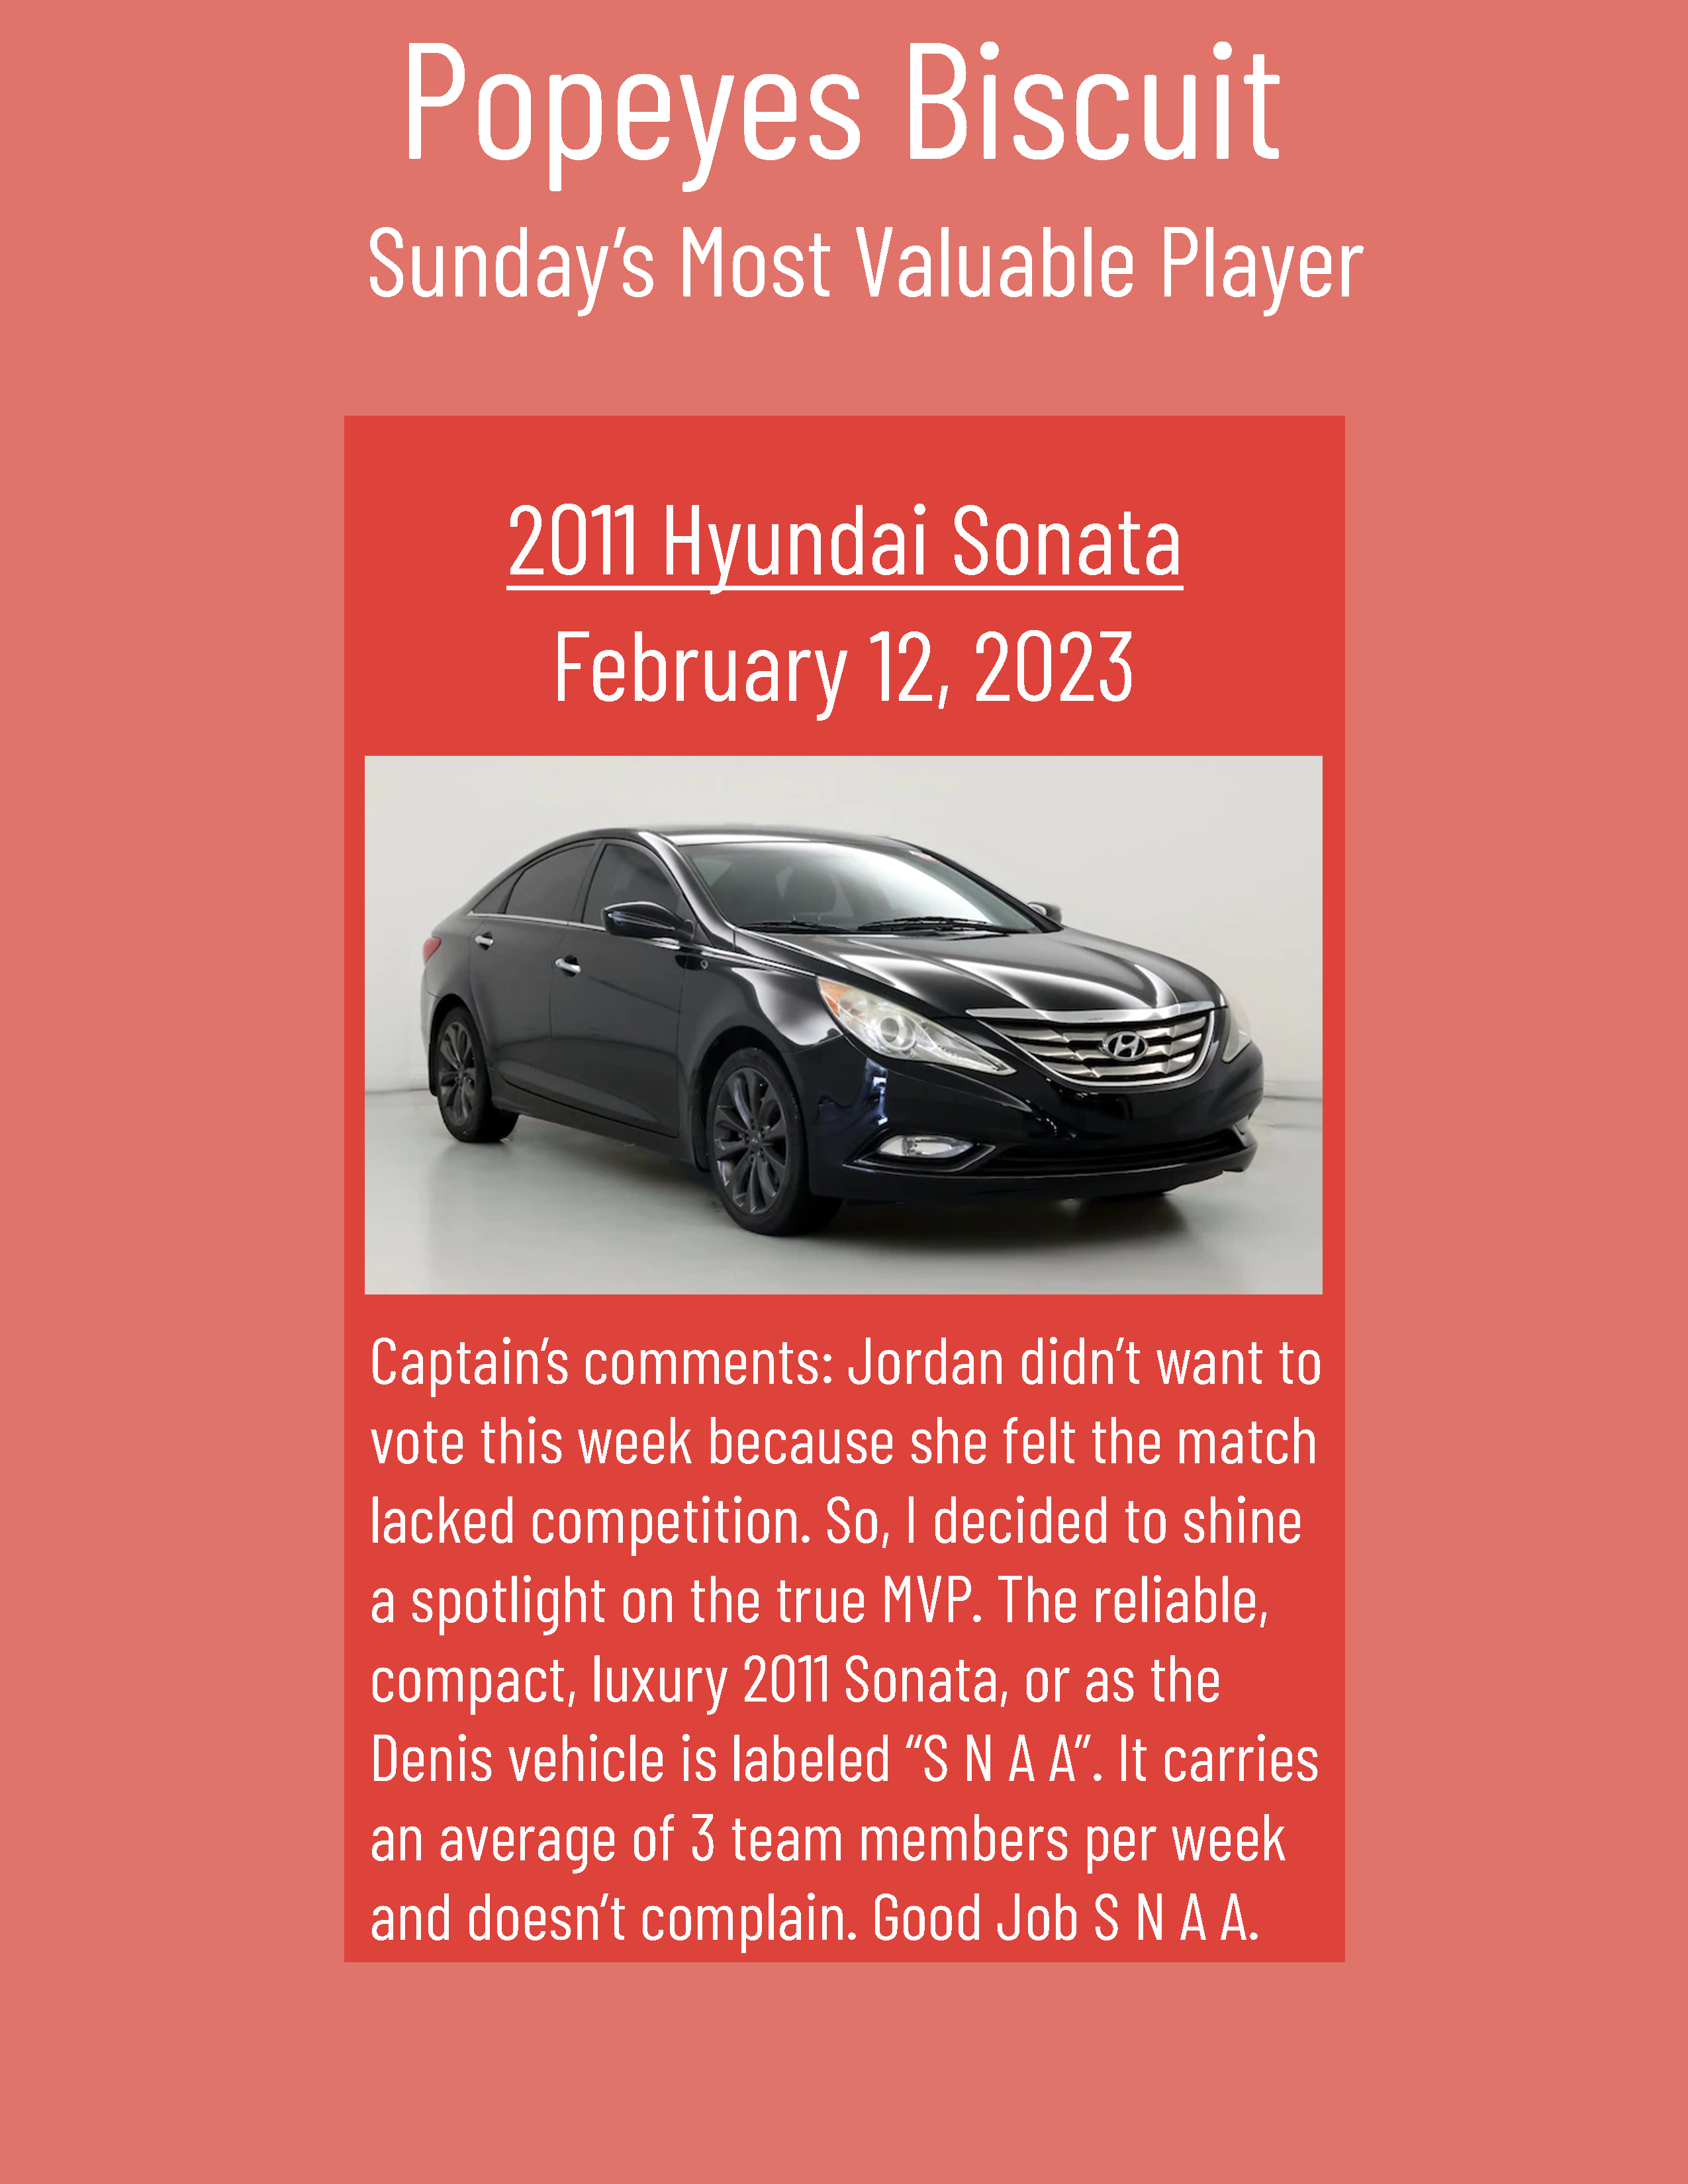 Popeyes Biscuit
Sunday’s Most Valuable Player
2011 Hyundai Sonata
February 12, 2023
Captain’s comments: Jordan didn’t want to
vote this week because she felt the match
lacked competition. So, I decided to shine
a spotlight on the true MVP. The reliable,
compact, luxury 2011 Sonata, or as the
Denis vehicle is labeled “S N A A”. It carries
an average of 3 team members per week
and doesn’t complain. Good Job S N A A.